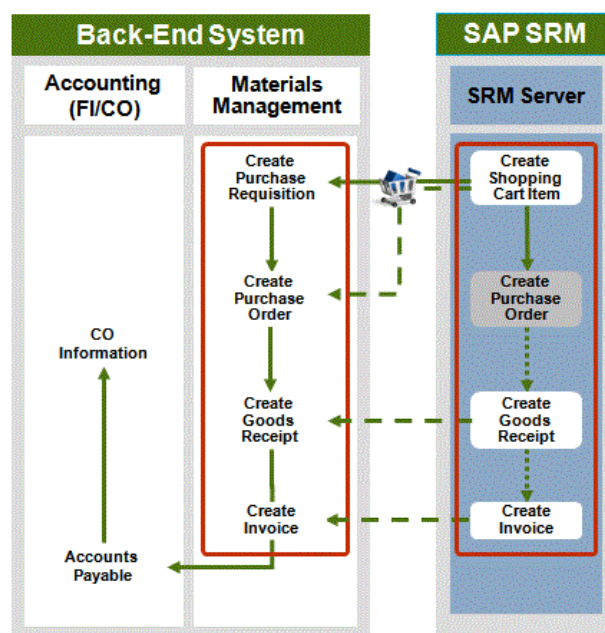 Back-End System
SAP SRM
Accounting
(FI/CO)
Materials
Management
SRM Server
Create
Purchase
Requisition
Create
Shopping
Cart Item
Create
Purchase
Order
Create
Purchase
Order
CO
Information
Create
Goods
Receipt
Create
Goods
Receipt
Create
Invoice
Create
Invoice
Accounts
Payable